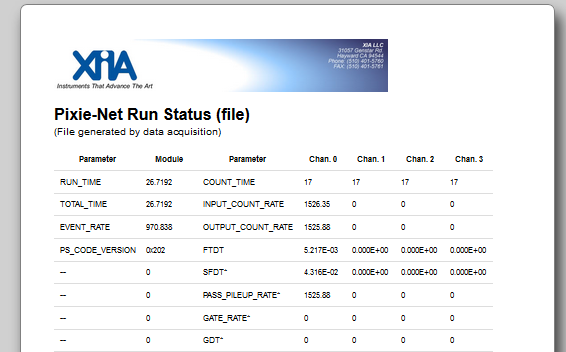 XIA
Instruments That Advance The Art
XIA LLC
31057 Genstar Rd.
Hayward CA 94544
Phone: (510) 401-5760
FAX: (510) 401-5761
Pixie-Net Run Status (file)
(File generated by data acquisition)
Parameter Module Parameter Chan. 0 Chan. 1 Chan. 2 Chan. 3
RUN_TIME 26.7192 COUNT_TIME 17 17 17 17
TOTAL_TIME 26.7192 INPUT_COUNT_RATE 1526.35 0 0 0
EVENT_RATE 970.838 OUTPUT_COUNT_RATE 1525.88 0 0 0
PS_CODE_VERSION 0x202 FTDT 5.217E-03 0.000E+00 0.000E+00 0.000E+00
-- 0 SFDT* 4.316E-02 0.000E+00 0.000E+00 0.000E+00
-- 0 PASS_PILEUP_RATE* 1525.88 0 0 0
-- 0 GATE_RATE* 0 0 0 0
-- 0 GDT* 0 0 0 0